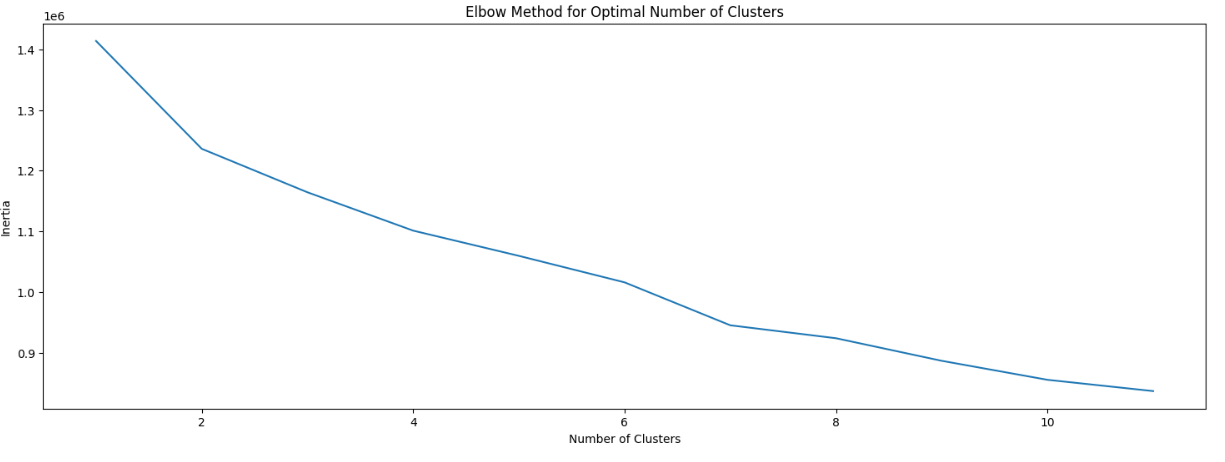 Elbow Method for Optimal Number of Clusters
1e6
1.4
1.3
1.2
1.1
1.0
0.9
Inertia
2 4 6 8 10
Number of Clusters